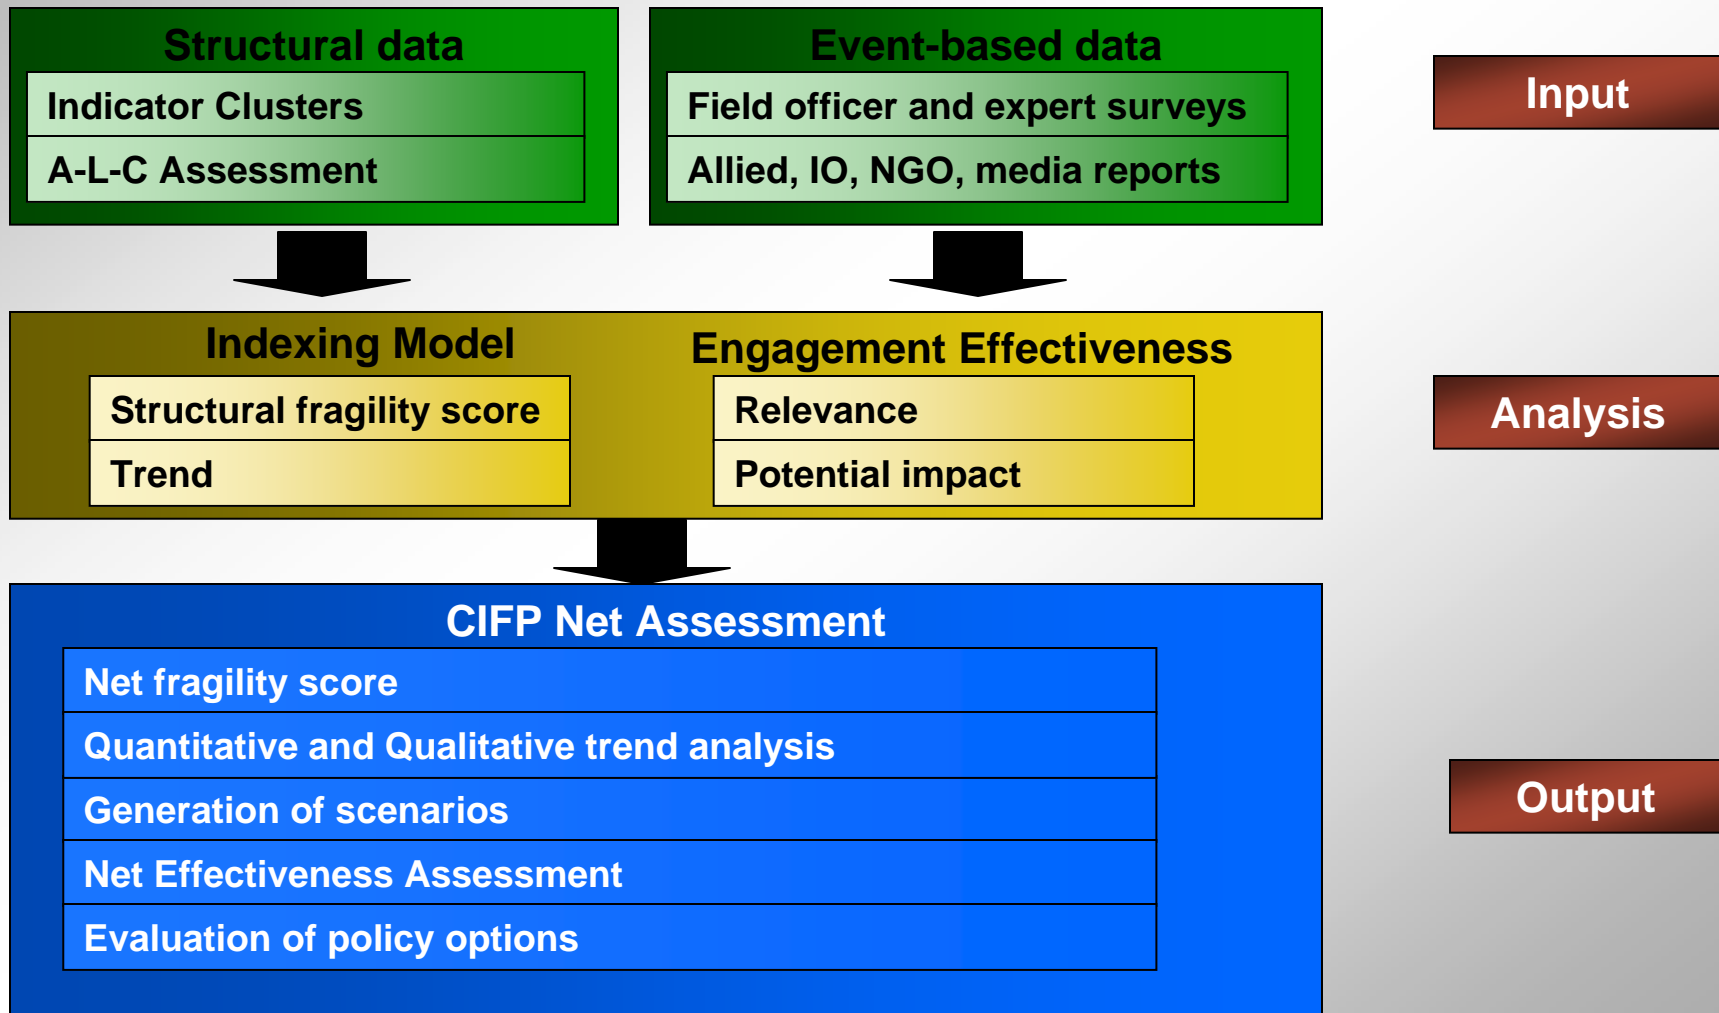 Structural data
Indicator Clusters
A-L-C Assessment
Event-based data
Field officer and expert surveys
Allied, IO, NGO, media reports
Input
Indexing Model
Structural fragility score
Trend
Engagement Effectiveness
Relevance
Potential impact
Analysis
CIFP Net Assessment
Net fragility score
Quantitative and Qualitative trend analysis
Generation of scenarios
Net Effectiveness Assessment
Evaluation of policy options
Output